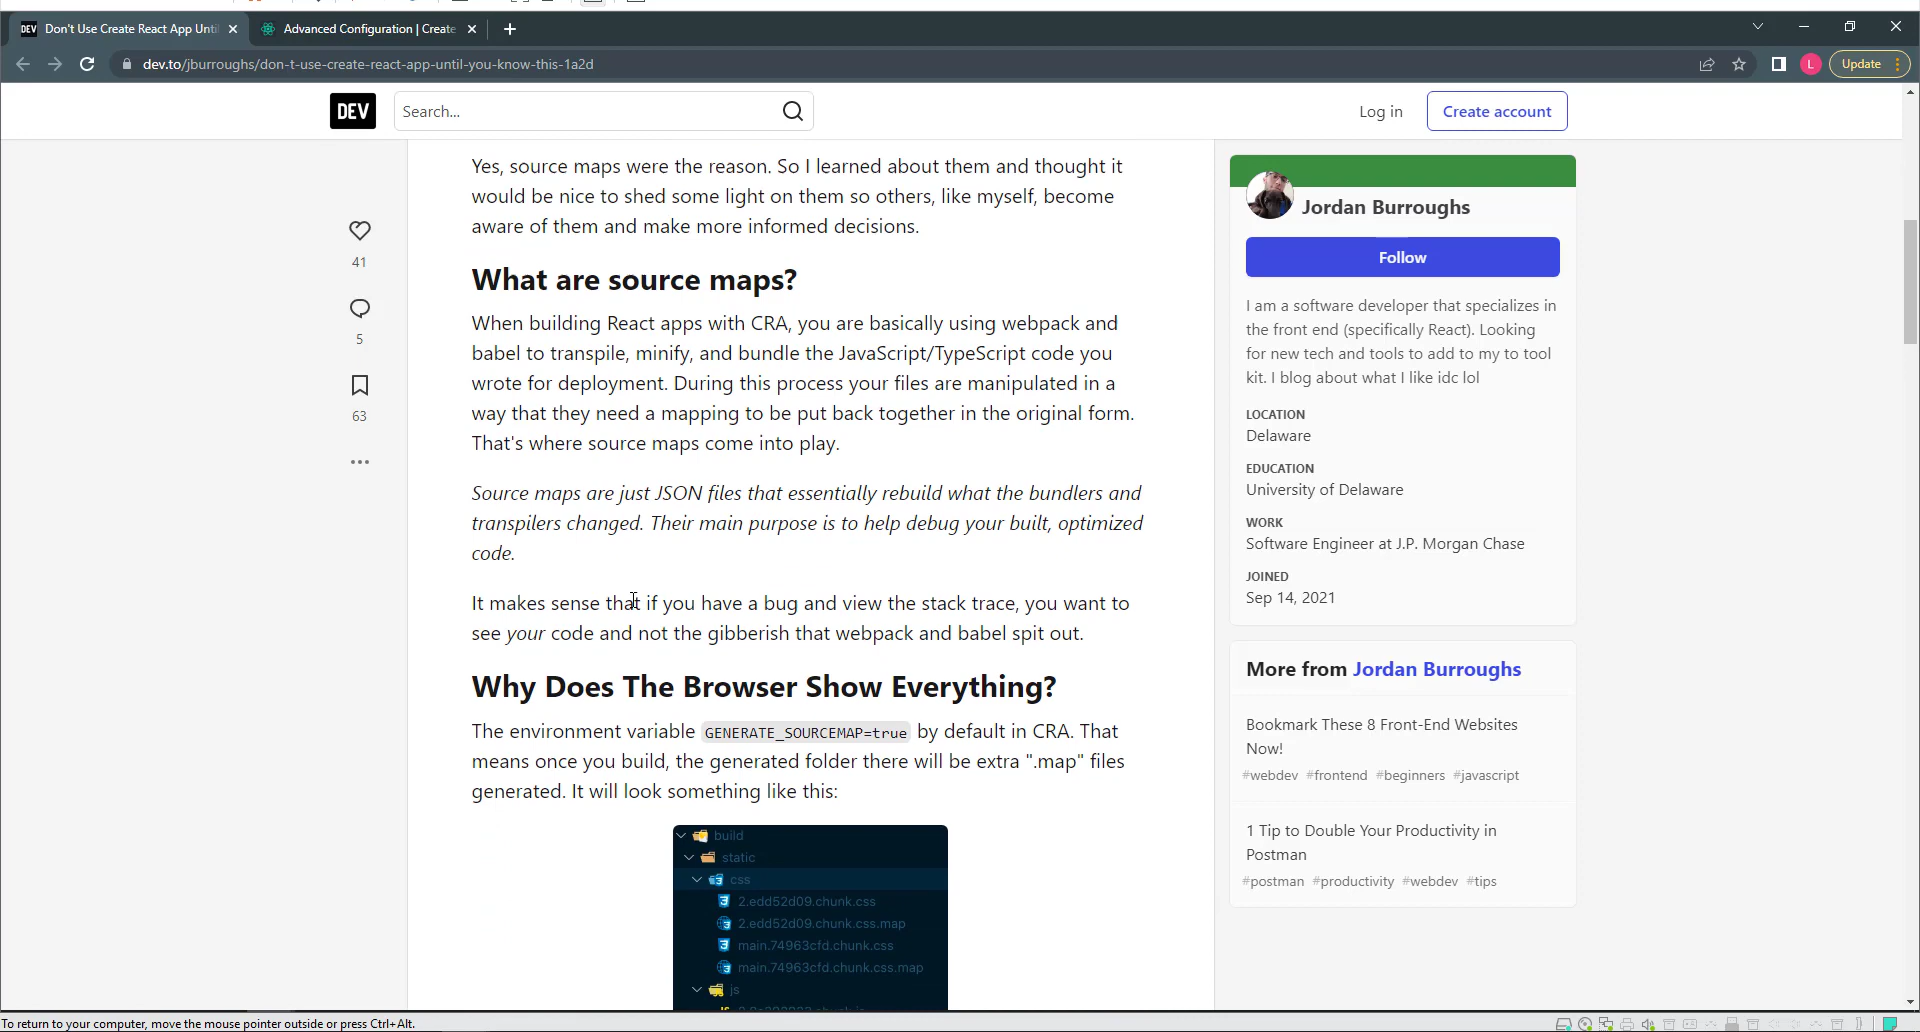 DEV Don't Use Create React App Unti
Advanced Configuration | Create
dev.to/jburroughs/don-t-use-create-react-app-until-you-know-this-1a2d
L
Update
DEV
Search...
Log in
Create account
41
5
63
Yes, source maps were the reason. So I learned about them and thought it
would be nice to shed some light on them so others, like myself, become
aware of them and make more informed decisions.
What are source maps?
When building React apps with CRA, you are basically using webpack and
babel to transpile, minify, and bundle the JavaScript/TypeScript code you
wrote for deployment. During this process your files are manipulated in a
way that they need a mapping to be put back together in the original form.
That's where source maps come into play.
Source maps are just JSON files that essentially rebuild what the bundlers and
transpilers changed. Their main purpose is to help debug your built, optimized
code.
It makes sense that if you have a bug and view the stack trace, you want to
see your code and not the gibberish that webpack and babel spit out.
Why Does The Browser Show Everything?
The environment variable GENERATE_SOURCEMAP=true by default in CRA. That
means once you build, the generated folder there will be extra ".map" files
generated. It will look something like this:
build
static
css
2.edd52d09.chunk.css
2.edd52d09.chunk.css.map
main.74963cfd.chunk.css
main.74963cfd.chunk.css.map
js
Jordan Burroughs
Follow
I am a software developer that specializes in
the front end (specifically React). Looking
for new tech and tools to add to my to tool
kit. I blog about what I like idc lol
LOCATION
Delaware
EDUCATION
University of Delaware
WORK
Software Engineer at J.P. Morgan Chase
JOINED
Sep 14, 2021
More from Jordan Burroughs
Bookmark These 8 Front-End Websites
Now!
#webdev #frontend #beginners #javascript
1 Tip to Double Your Productivity in
Postman
#postman #productivity #webdev #tips
To return to your computer, move the mouse pointer outside or press Ctrl+Alt.